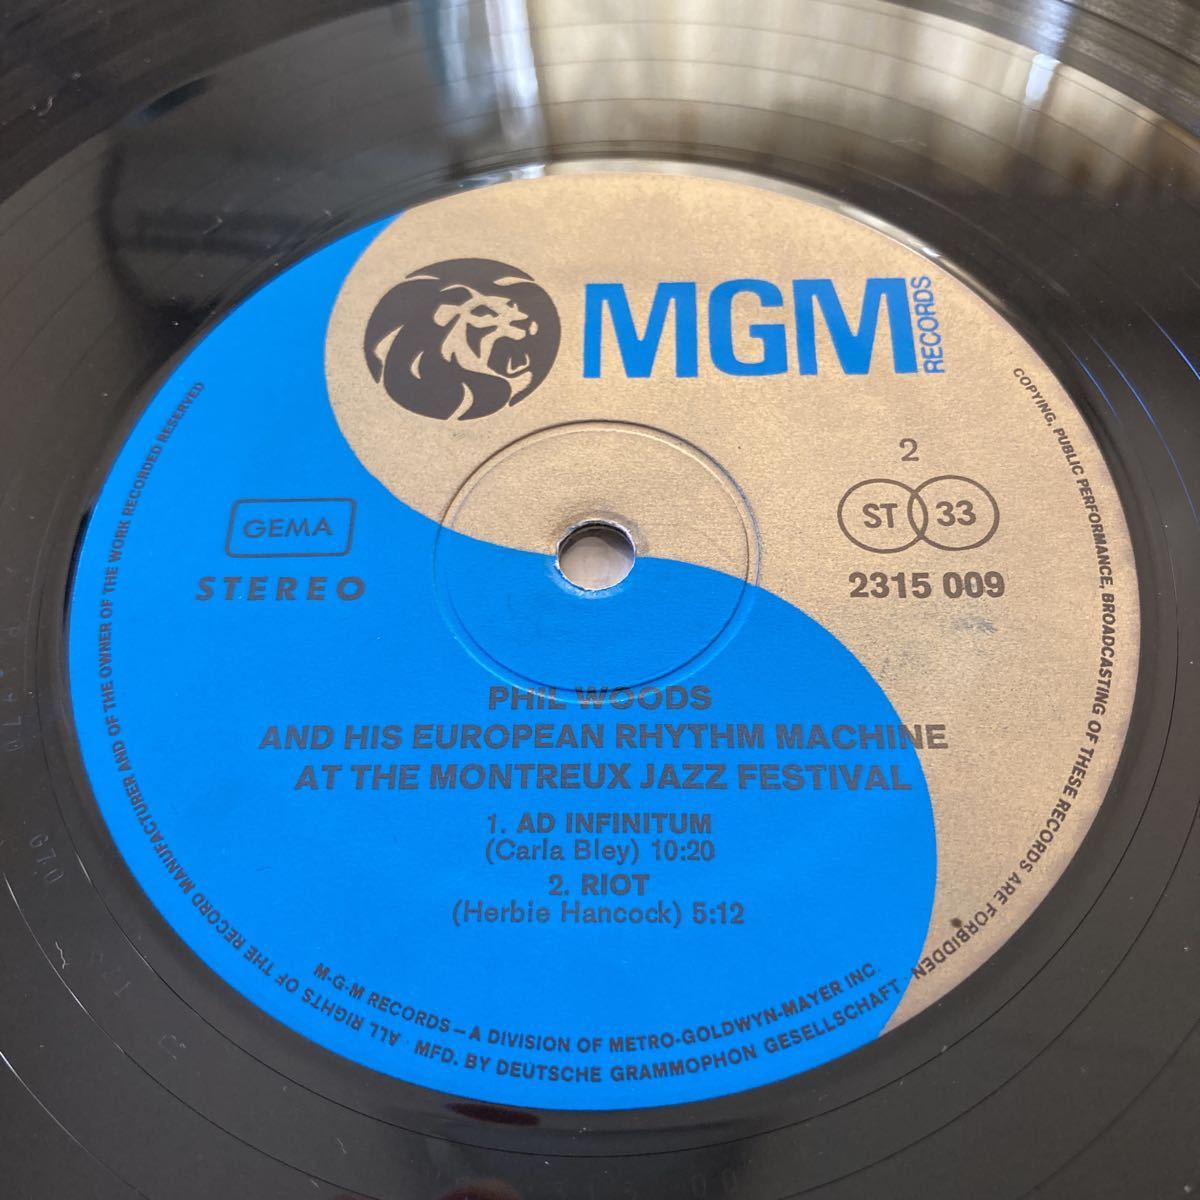 MGM
RECORDS
2
ST 33
2315 009
GEMA
STEREO
PHIL WOODS
AND HIS EUROPEAN RHYTHM MACHINE
AT THE MONTREUX JAZZ FESTIVAL
1. AD INFINITUM
(Carla Bley) 10:20
2. RIOT
(Herbie Hancock) 5:12
M-G-M RECORDS – A DIVISION OF METRO-GOLDWYN-MAYER INC.
MFD. BY DEUTSCHE GRAMMOPHON GESELLSCHAFT · ALL RIGHTS OF THE RECORD MANUFACTURER AND OF THE OWNER OF THE WORK RECORDED RESERVED
COPYING, PUBLIC PERFORMANCE, BROADCASTING OF THESE RECORDS ARE FORBIDDEN